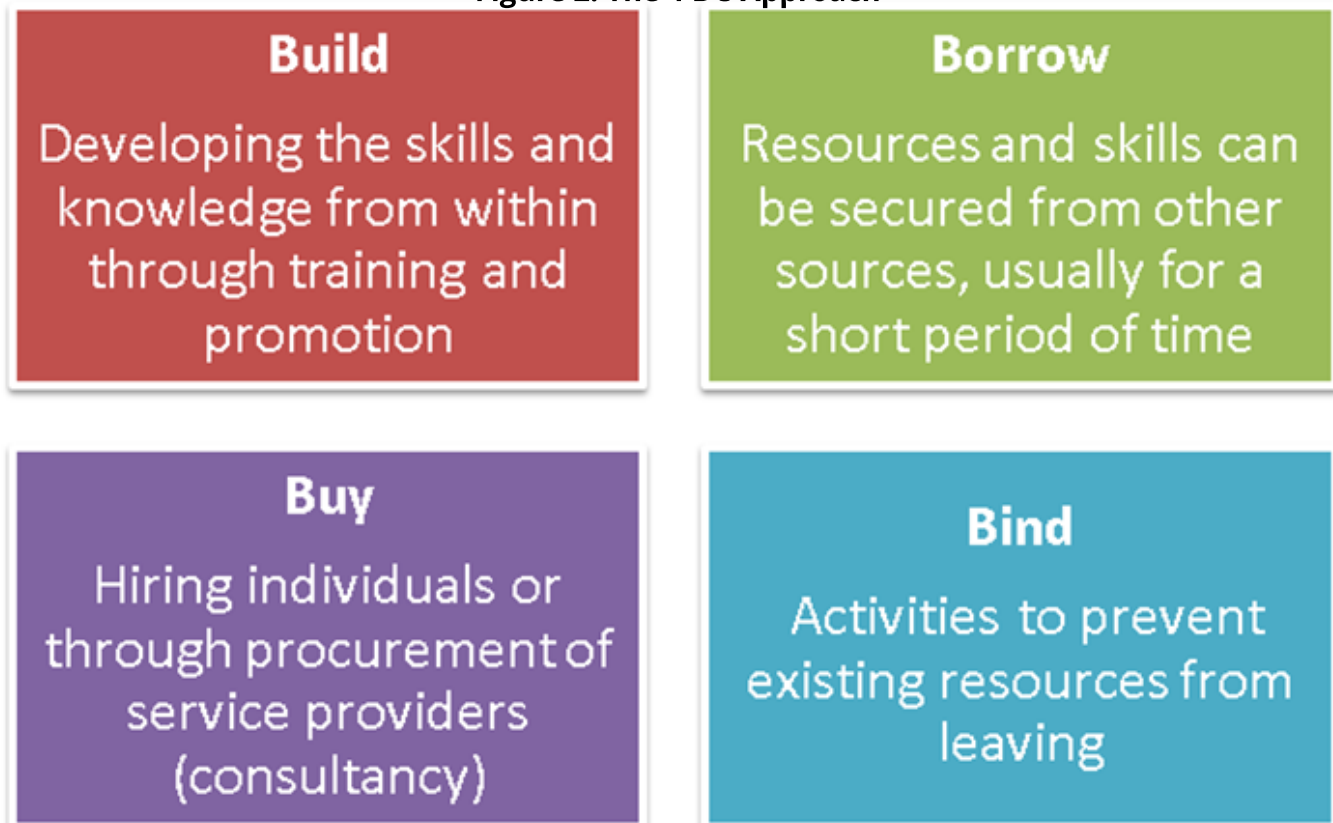 Build
Developing the skills and
knowledge from within
through training and
promotion
Borrow
Resources and skills can
be secured from other
sources, usually for a
short period of time
Buy
Hiring individuals or
through procurement of
service providers
(consultancy)
Bind
Activities to prevent
existing resources from
leaving